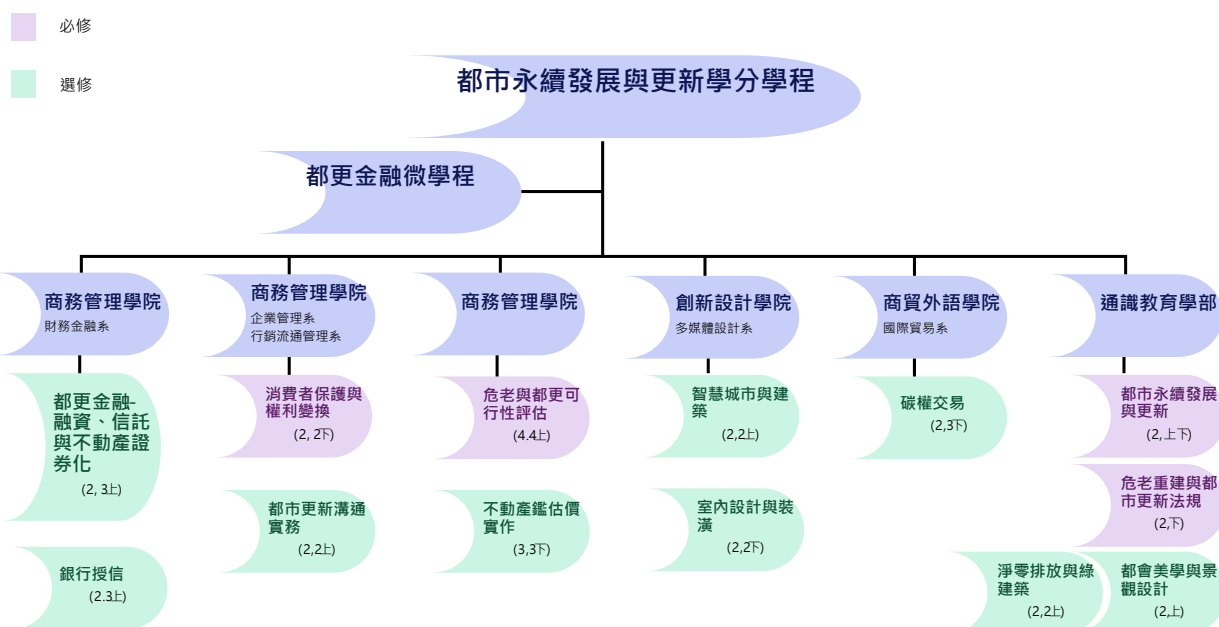 必修
選修
都市永續發展與更新學分學程
都更金融微學程
商務管理學院
財務金融系
都更金融-
融資、信託
與不動產證
券化
(2, 3上)
銀行授信
(2.3上)
商務管理學院
企業管理系
行銷流通管理系
消費者保護與
權利變換
(2, 2下)
都市更新溝通
實務
(2,2上)
商務管理學院
危老與都更可
行性評估
(4.4上)
不動產鑑估價
實作
(3,3下)
創新設計學院
多媒體設計系
智慧城市與建
築
(2,2上)
室內設計與裝
潢
(2,2下)
商貿外語學院
國際貿易系
碳權交易
(2,3下)
通識教育學部
都市永續發展
與更新
(2,上下)
危老重建與都
市更新法規
(2,下)
淨零排放與綠
建築
(2,2上)
都會美學與景
觀設計
(2,上)